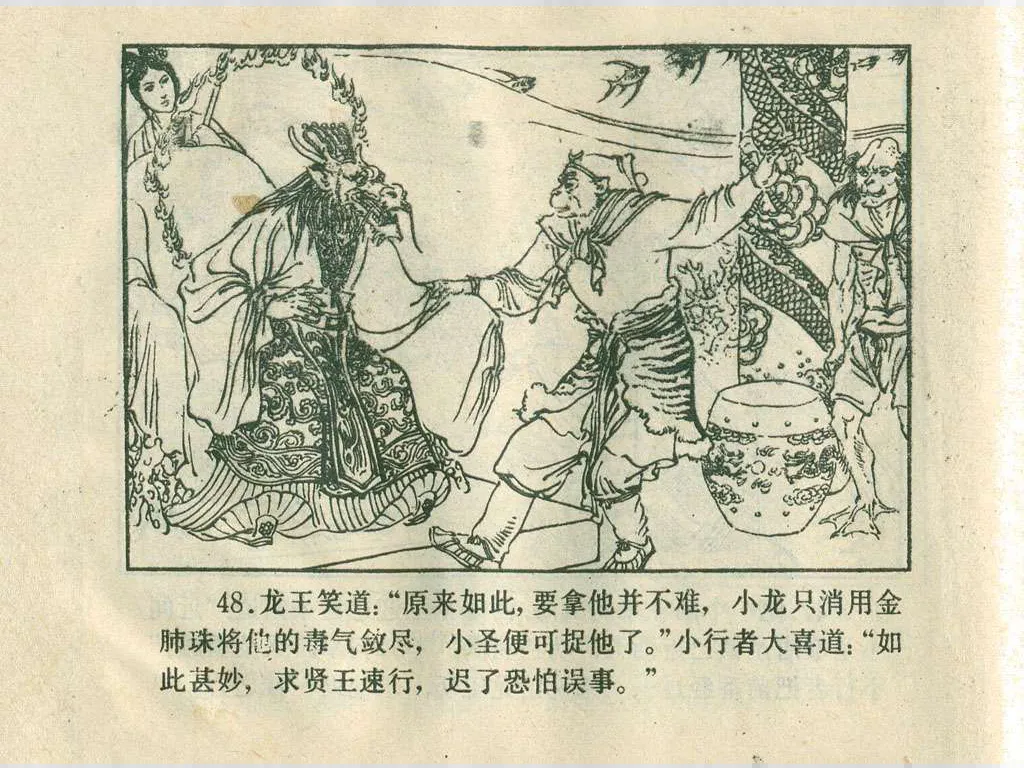 48.龙王笑道：“原来如此，要拿他并不难，小龙只消用金
肺珠将他的毒气敛尽，小圣便可捉他了。”小行者大喜道：“如
此甚妙，求贤王速行，迟了恐怕误事。”